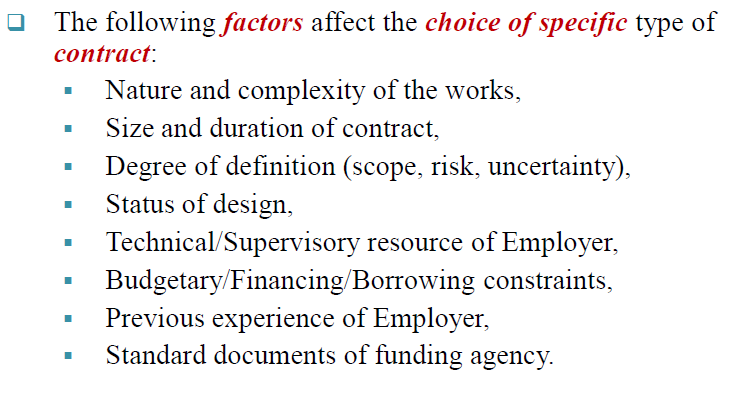 ❑ The following factors affect the choice of specific type of
contract:
▪ Nature and complexity of the works,
▪ Size and duration of contract,
▪ Degree of definition (scope, risk, uncertainty),
▪ Status of design,
▪ Technical/Supervisory resource of Employer,
▪ Budgetary/Financing/Borrowing constraints,
▪ Previous experience of Employer,
▪ Standard documents of funding agency.